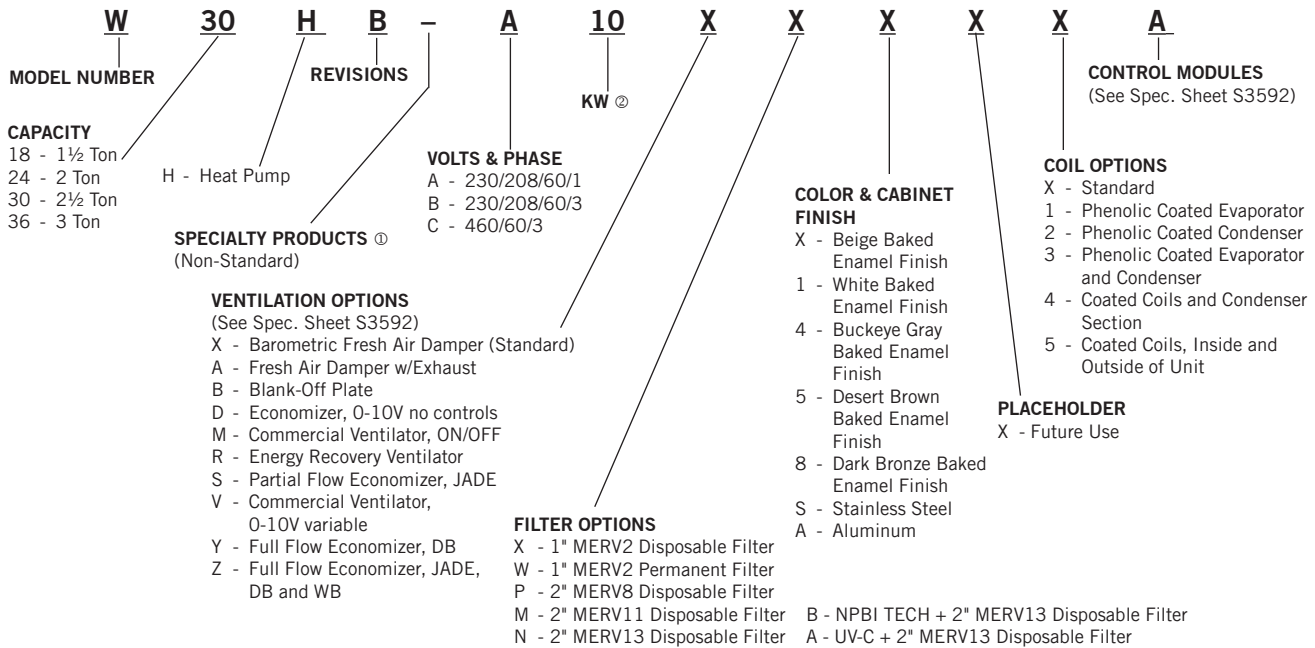 W 30 H B – A 10 X X X X X A
MODEL NUMBER
REVISIONS
KW ②
CONTROL MODULES
(See Spec. Sheet S3592)
CAPACITY
18 - 1½ Ton
24 - 2 Ton
30 - 2½ Ton
36 - 3 Ton
H - Heat Pump
SPECIALTY PRODUCTS ①
(Non-Standard)
VOLTS & PHASE
A - 230/208/60/1
B - 230/208/60/3
C - 460/60/3
VENTILATION OPTIONS
(See Spec. Sheet S3592)
X - Barometric Fresh Air Damper (Standard)
A - Fresh Air Damper w/Exhaust
B - Blank-Off Plate
D - Economizer, 0-10V no controls
M - Commercial Ventilator, ON/OFF
R - Energy Recovery Ventilator
S - Partial Flow Economizer, JADE
V - Commercial Ventilator,
0-10V variable
Y - Full Flow Economizer, DB
Z - Full Flow Economizer, JADE,
DB and WB
FILTER OPTIONS
X - 1" MERV2 Disposable Filter
W - 1" MERV2 Permanent Filter
P - 2" MERV8 Disposable Filter
M - 2" MERV11 Disposable Filter
N - 2" MERV13 Disposable Filter
B - NPBI TECH + 2" MERV13 Disposable Filter
A - UV-C + 2" MERV13 Disposable Filter
COLOR & CABINET
FINISH
X - Beige Baked
Enamel Finish
1 - White Baked
Enamel Finish
4 - Buckeye Gray
Baked Enamel
Finish
5 - Desert Brown
Baked Enamel
Finish
8 - Dark Bronze Baked
Enamel Finish
S - Stainless Steel
A - Aluminum
PLACEHOLDER
X - Future Use
COIL OPTIONS
X - Standard
1 - Phenolic Coated Evaporator
2 - Phenolic Coated Condenser
3 - Phenolic Coated Evaporator
and Condenser
4 - Coated Coils and Condenser
Section
5 - Coated Coils, Inside and
Outside of Unit